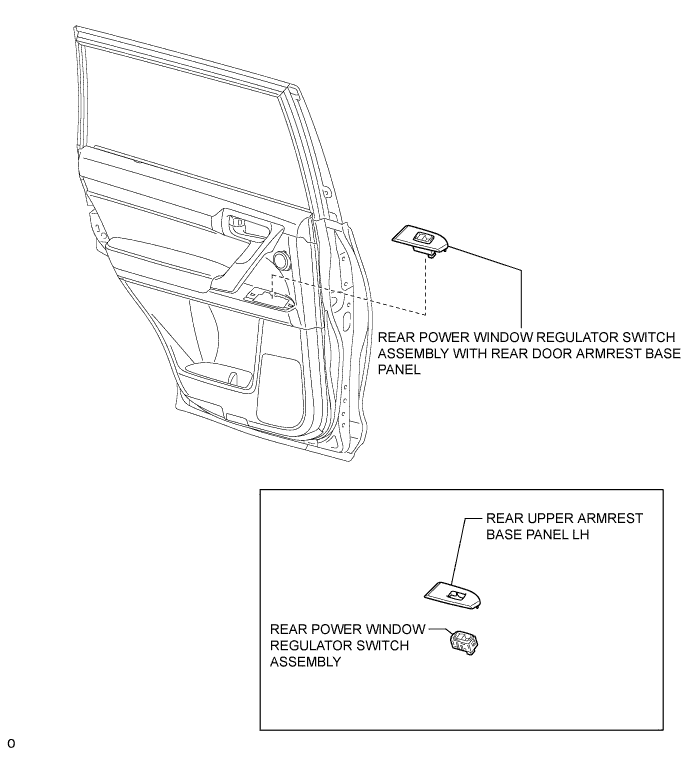 REAR POWER WINDOW REGULATOR SWITCH
ASSEMBLY WITH REAR DOOR ARMREST BASE
PANEL
REAR UPPER ARMREST
BASE PANEL LH
REAR POWER WINDOW
REGULATOR SWITCH
ASSEMBLY
O